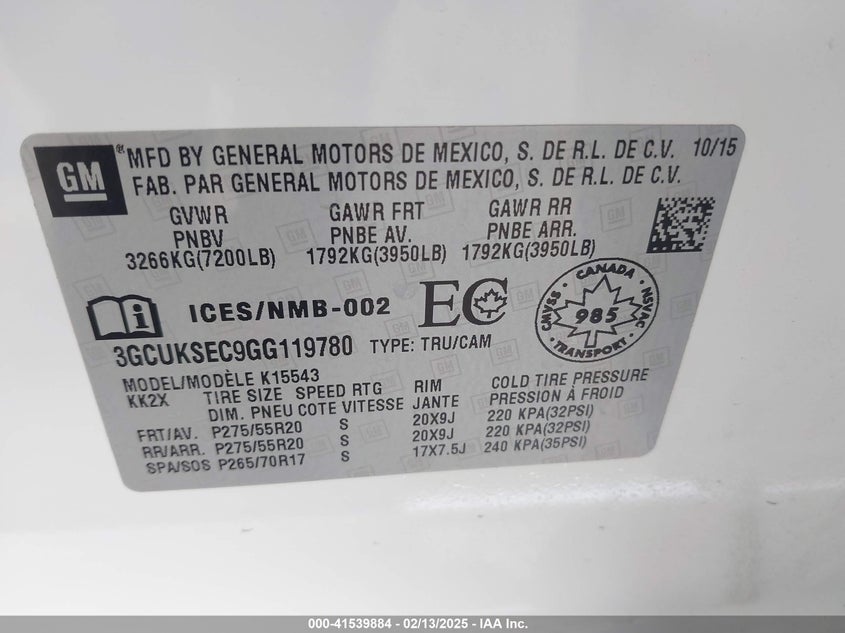 GM ® MFD BY GENERAL MOTORS DE MEXICO, S. DE R.L. DE C.V. 10/15
FAB. PAR GENERAL MOTORS DE MEXICO, S. DE R.L. DE C.V.
GVWR GAWR FRT GAWR RR
PNBV PNBE AV. PNBE ARR.
3266KG(7200LB) 1792KG(3950LB) 1792KG(3950LB)
ICES/NMB-002 EC
CANADA
CMVSS 985 NSVAC
TRANSPORT
3GCUKSEC9GG119780 TYPE: TRU/CAM
MODEL/MODÈLE K15543
KK2X TIRE SIZE SPEED RTG RIM COLD TIRE PRESSURE
DIM. PNEU COTE VITESSE JANTE PRESSION À FROID
FRT/AV. P275/55R20 S 20X9J 220 KPA(32PSI)
RR/ARR. P275/55R20 S 20X9J 220 KPA(32PSI)
SPA/SOS P265/70R17 S 17X7.5J 240 KPA(35PSI)
000-41539884 - 02/13/2025 - IAA Inc.